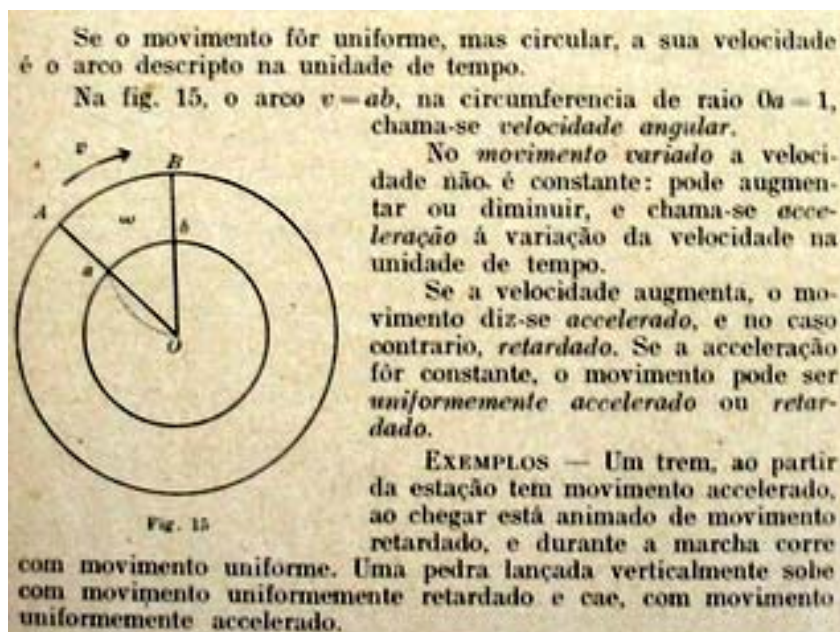 Se o movimento fôr uniforme, mas circular, a sua velocidade
é o arco descripto na unidade de tempo.
Na fig. 15, o arco v = ab, na circumferencia de raio 0a = 1,
chama-se velocidade angular.
No movimento variado a veloci-
dade não é constante: pode augmen-
tar ou diminuir, e chama-se acce-
leração á variação da velocidade na
unidade de tempo.
Se a velocidade augmenta, o mo-
vimento diz-se accelerado, e no caso
contrario, retardado. Se a acceleração
fôr constante, o movimento pode ser
uniformemente accelerado ou retar-
dado.
EXEMPLOS — Um trem, ao partir
da estação tem movimento accelerado,
ao chegar está animado de movimento
retardado, e durante a marcha corre
com movimento uniforme. Uma pedra lançada verticalmente sobe
com movimento uniformemente retardado e cae, com movimento
uniformemente accelerado.
v
B
A
ω
b
a
O
Fig. 15